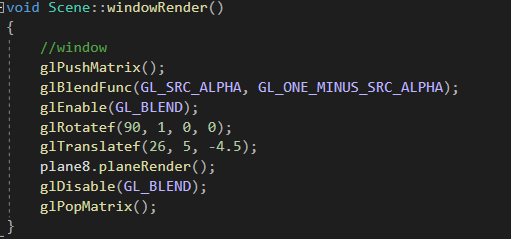 void Scene::windowRender()
{
//window
glPushMatrix();
glBlendFunc(GL_SRC_ALPHA, GL_ONE_MINUS_SRC_ALPHA);
glEnable(GL_BLEND);
glRotatef(90, 1, 0, 0);
glTranslatef(26, 5, -4.5);
plane8.planeRender();
glDisable(GL_BLEND);
glPopMatrix();
}